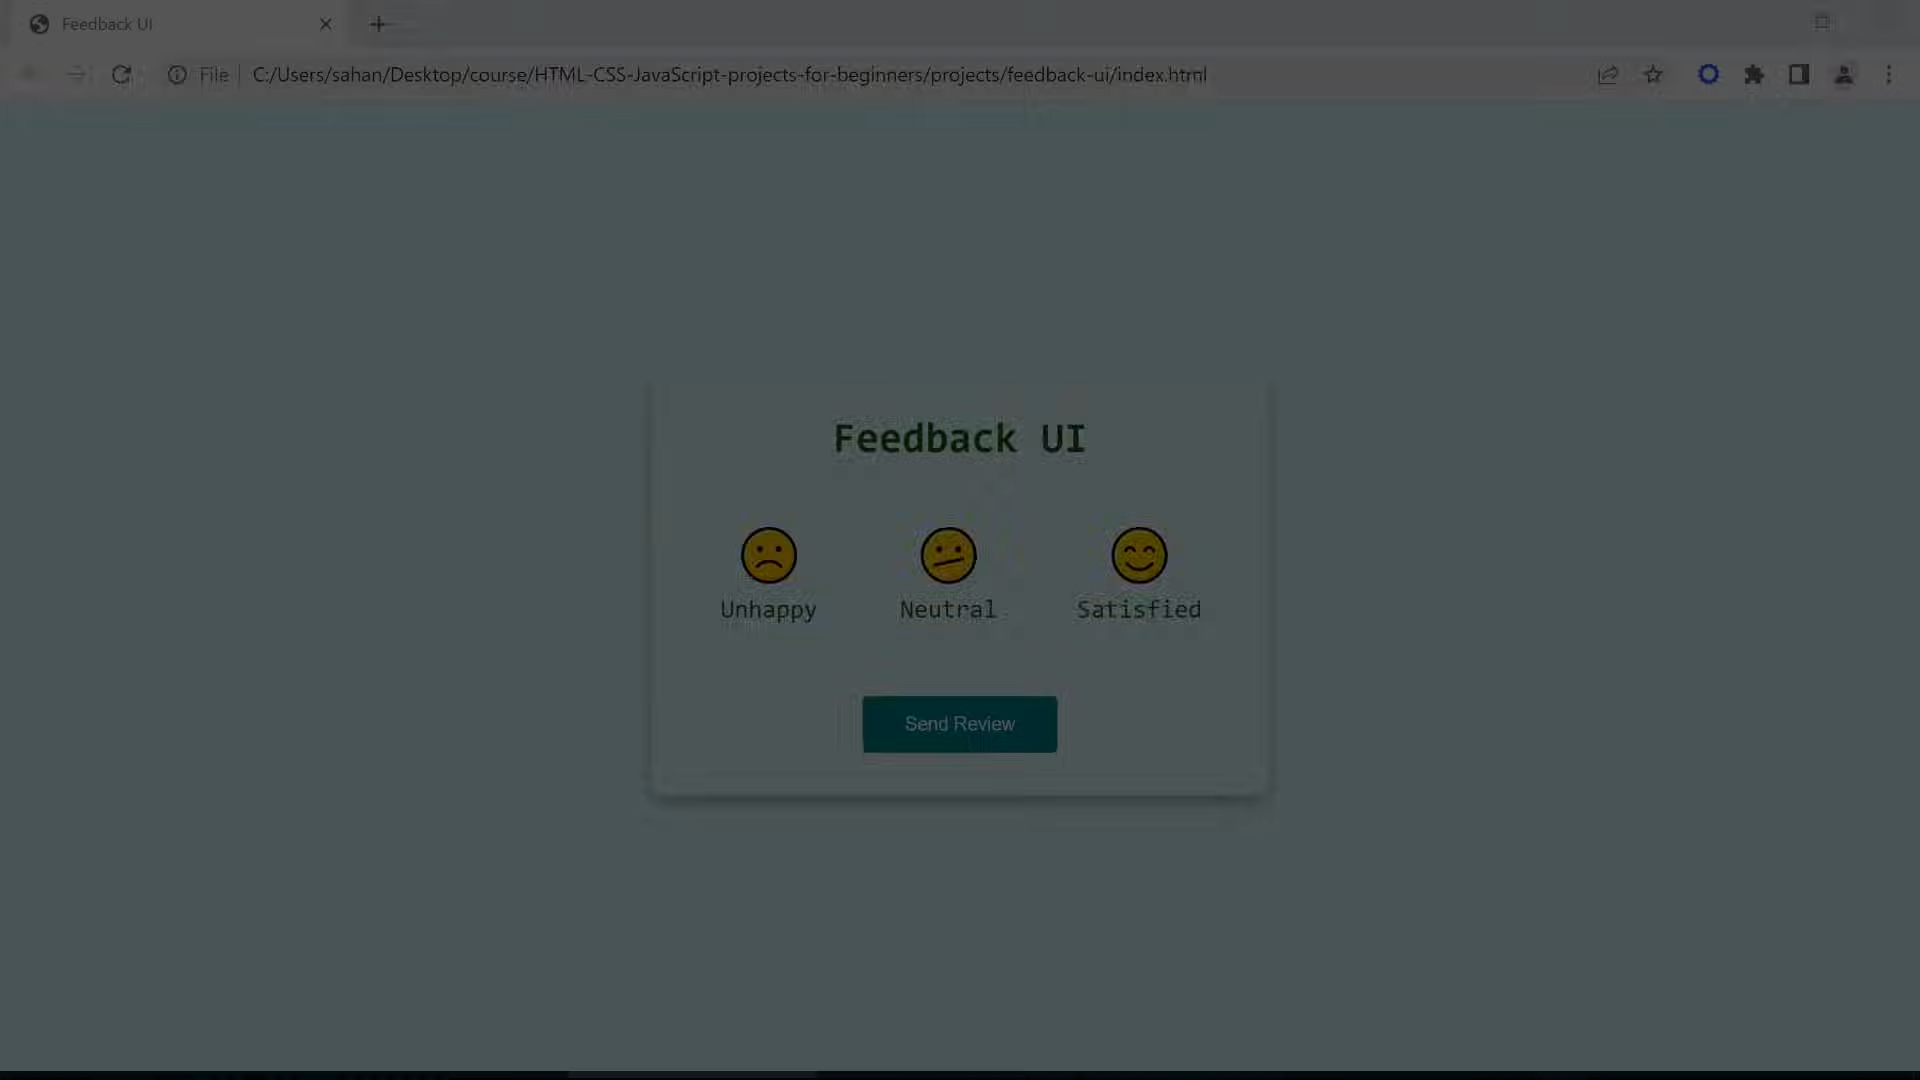 Feedback UI
File C:/Users/sahan/Desktop/course/HTML-CSS-JavaScript-projects-for-beginners/projects/feedback-ui/index.html
Feedback UI
Unhappy Neutral Satisfied
Send Review